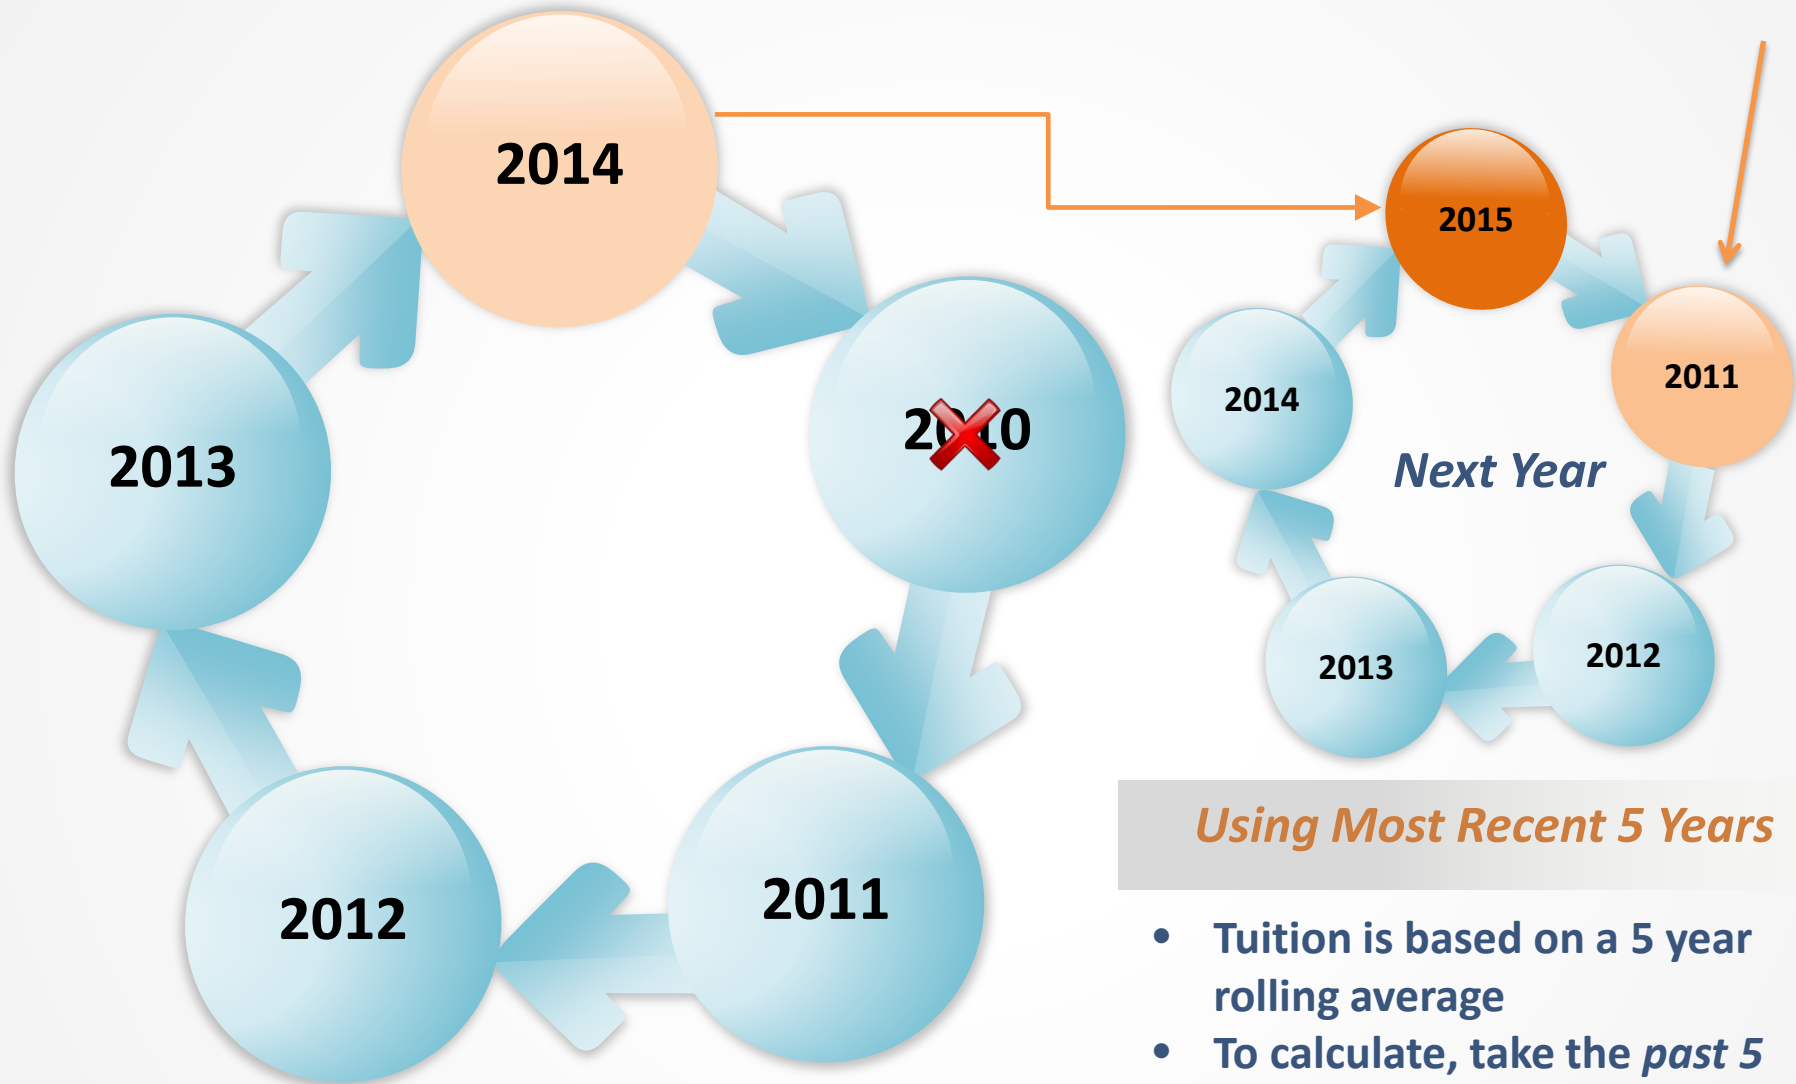 2014
2010
2011
2012
2013
2015
2011
2012
2013
2014
Next Year
Using Most Recent 5 Years
• Tuition is based on a 5 year
rolling average
• To calculate, take the past 5